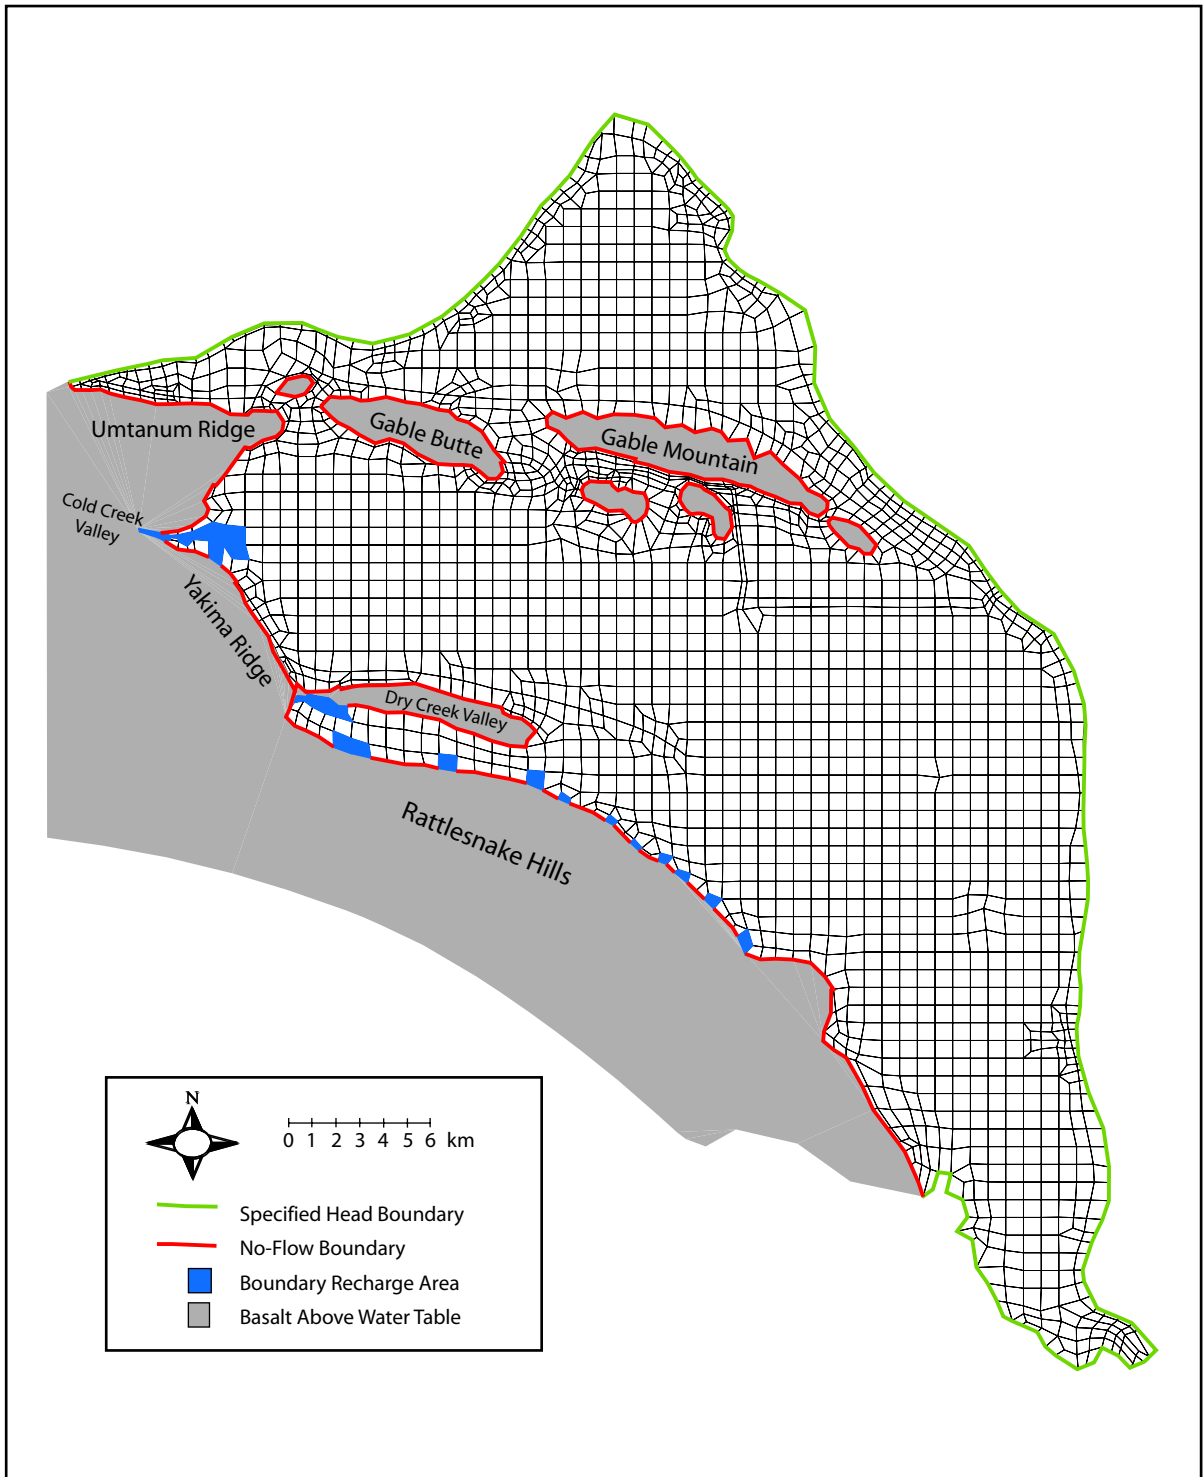 Umtanum Ridge
Gable Butte
Gable Mountain
Cold Creek
Valley
Yakima Ridge
Dry Creek Valley
Rattlesnake Hills
N
0 1 2 3 4 5 6 km
Specified Head Boundary
No-Flow Boundary
Boundary Recharge Area
Basalt Above Water Table